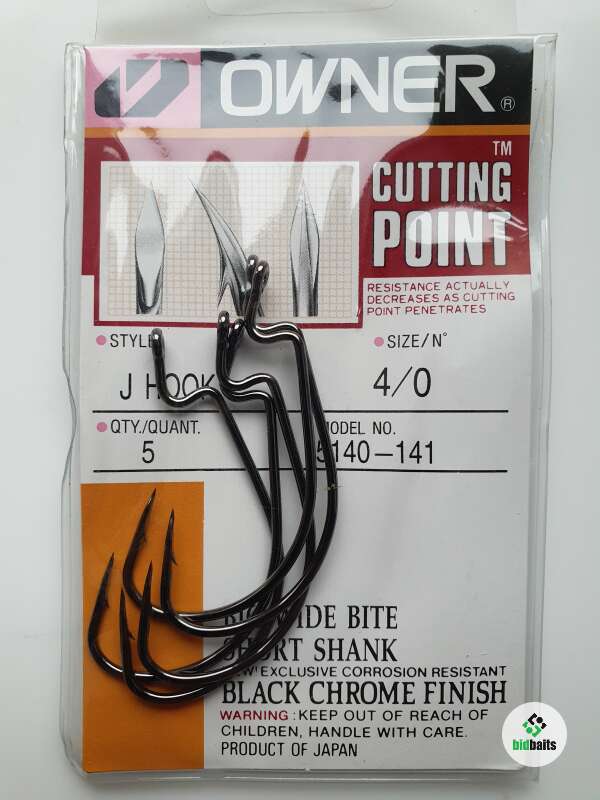 OWNER®
CUTTING™
POINT
RESISTANCE ACTUALLY
DECREASES AS CUTTING
POINT PENETRATES
STYLE
J HOOK
SIZE/N°
4/0
QTY./QUANT.
5
MODEL NO.
5140-141
WIDE BITE
SHORT SHANK
EXCLUSIVE CORROSION RESISTANT
BLACK CHROME FINISH
WARNING :KEEP OUT OF REACH OF
CHILDREN, HANDLE WITH CARE.
PRODUCT OF JAPAN
bidbaits